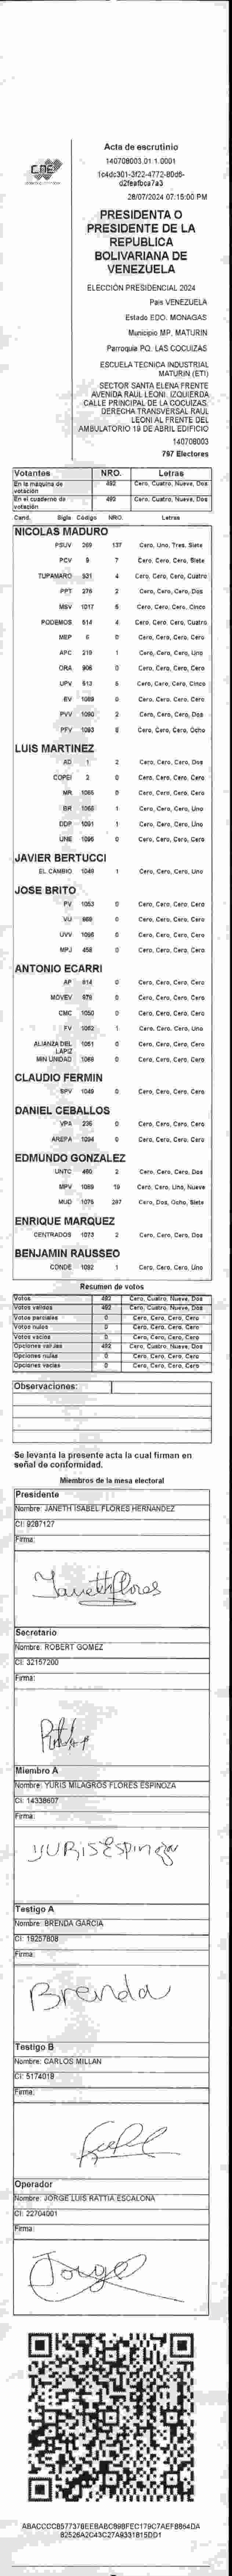 Acta de escrutinio
CNE
140708003.01.1.0001
1c4dc301-3f22-4772-80d6-
d2feafbca7a3
28/07/2024 07:15:00 PM
PRESIDENTA O
PRESIDENTE DE LA
REPUBLICA
BOLIVARIANA DE
VENEZUELA
ELECCIÓN PRESIDENCIAL 2024
País VENEZUELA
Estado EDO. MONAGAS
Municipio MP. MATURIN
Parroquia PQ. LAS COCUIZAS
ESCUELA TECNICA INDUSTRIAL
MATURIN (ETI)
SECTOR SANTA ELENA FRENTE
AVENIDA RAUL LEONI. IZQUIERDA
CALLE PRINCIPAL DE LA COCUIZAS.
DERECHA TRANSVERSAL RAUL
LEONI AL FRENTE DEL
AMBULATORIO 19 DE ABRIL EDIFICIO
140708003
797 Electores
Votantes NRO. Letras
En la máquina de votación 492 Cero, Cuatro, Nueve, Dos
En el cuaderno de votación 492 Cero, Cuatro, Nueve, Dos
Cand. Sigla Código NRO. Letras
NICOLAS MADURO
PSUV 269 137 Cero, Uno, Tres, Siete
PCV 9 7 Cero, Cero, Cero, Siete
TUPAMARO 531 4 Cero, Cero, Cero, Cuatro
PPT 276 2 Cero, Cero, Cero, Dos
MSV 1017 5 Cero, Cero, Cero, Cinco
PODEMOS 514 4 Cero, Cero, Cero, Cuatro
MEP 6 0 Cero, Cero, Cero, Cero
APC 219 1 Cero, Cero, Cero, Uno
ORA 906 0 Cero, Cero, Cero, Cero
UPV 613 5 Cero, Cero, Cero, Cinco
EV 1089 0 Cero, Cero, Cero, Cero
PVV 1090 2 Cero, Cero, Cero, Dos
PFV 1093 8 Cero, Cero, Cero, Ocho
LUIS MARTINEZ
AD 1 2 Cero, Cero, Cero, Dos
COPEI 2 0 Cero, Cero, Cero, Cero
MR 1065 0 Cero, Cero, Cero, Cero
BR 1066 1 Cero, Cero, Cero, Uno
DDP 1091 1 Cero, Cero, Cero, Uno
UNE 1096 0 Cero, Cero, Cero, Cero
JAVIER BERTUCCI
EL CAMBIO 1049 1 Cero, Cero, Cero, Uno
JOSE BRITO
PV 1053 0 Cero, Cero, Cero, Cero
VU 869 0 Cero, Cero, Cero, Cero
UVV 1095 0 Cero, Cero, Cero, Cero
MPJ 458 0 Cero, Cero, Cero, Cero
ANTONIO ECARRI
AP 814 0 Cero, Cero, Cero, Cero
MOVEV 979 0 Cero, Cero, Cero, Cero
CMC 1050 0 Cero, Cero, Cero, Cero
FV 1052 1 Cero, Cero, Cero, Uno
ALIANZA DEL LAPIZ 1051 0 Cero, Cero, Cero, Cero
MIN UNIDAD 1068 0 Cero, Cero, Cero, Cero
CLAUDIO FERMIN
SPV 1040 0 Cero, Cero, Cero, Cero
DANIEL CEBALLOS
VPA 236 0 Cero, Cero, Cero, Cero
AREPA 1094 0 Cero, Cero, Cero, Cero
EDMUNDO GONZALEZ
UNTC 460 2 Cero, Cero, Cero, Dos
MPV 1089 19 Cero, Cero, Uno, Nueve
MUD 1075 287 Cero, Dos, Ocho, Siete
ENRIQUE MARQUEZ
CENTRADOS 1073 2 Cero, Cero, Cero, Dos
BENJAMIN RAUSSEO
CONDE 1092 1 Cero, Cero, Cero, Uno
Resumen de votos
Votos 492 Cero, Cuatro, Nueve, Dos
Votos validos 492 Cero, Cuatro, Nueve, Dos
Votos parciales 0 Cero, Cero, Cero, Cero
Votos nulos 0 Cero, Cero, Cero, Cero
Votos vacios 0 Cero, Cero, Cero, Cero
Opciones validas 492 Cero, Cuatro, Nueve, Dos
Opciones nulas 0 Cero, Cero, Cero, Cero
Opciones vacias 0 Cero, Cero, Cero, Cero
Observaciones:
Se levanta la presente acta la cual firman en
señal de conformidad.
Miembros de la mesa electoral
Presidente
Nombre: JANETH ISABEL FLORES HERNANDEZ
CI: 9287127
Firma:
Janethflores
Secretario
Nombre: ROBERT GOMEZ
CI: 32157200
Firma:
Miembro A
Nombre: YURIS MILAGROS FLORES ESPINOZA
CI: 14338607
Firma:
YURisEspinoza
Testigo A
Nombre: BRENDA GARCIA
CI: 19257808
Firma:
Brenda
Testigo B
Nombre: CARLOS MILLAN
CI: 5174018
Firma:
Operador
Nombre: JORGE LUIS RATTIA ESCALONA
CI: 22704001
Firma:
Jorge